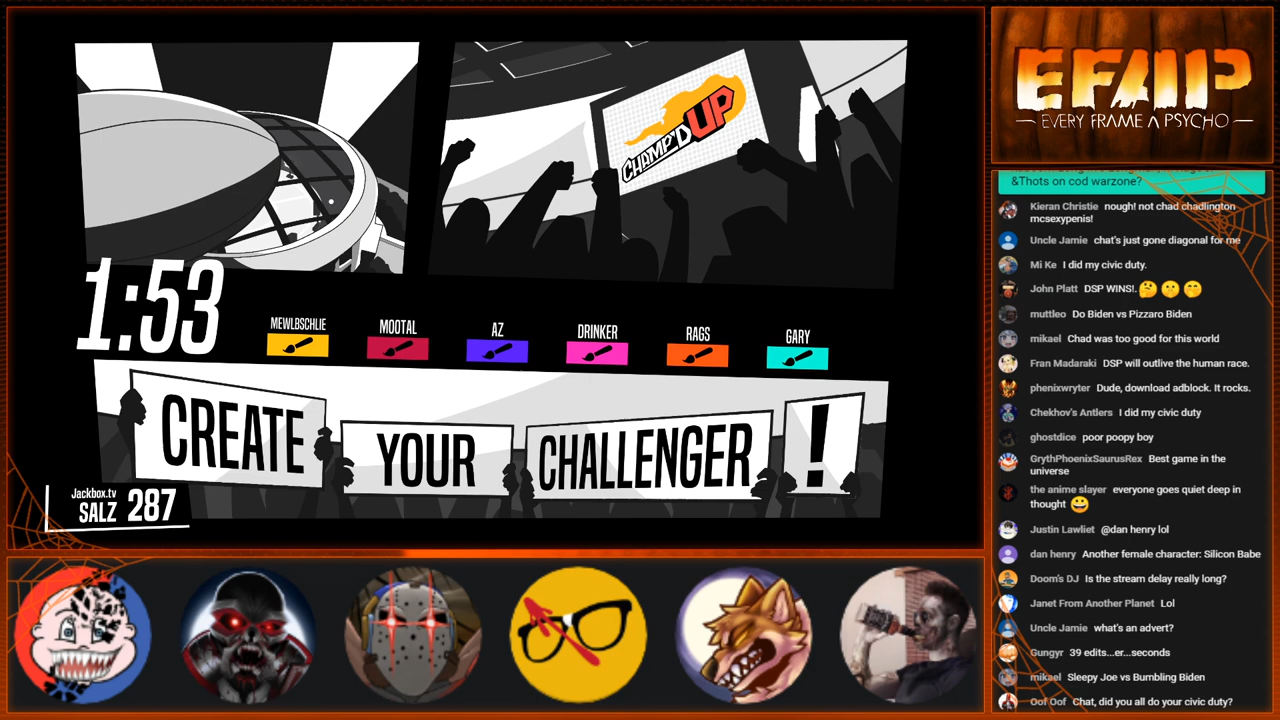 CHAMP'D UP
1:53
MEWLBSCHLIE
MOOTAL
AZ
DRINKER
RAGS
GARY
CREATE
YOUR
CHALLENGER
!
Jackbox.tv
SALZ 287
EFAP
EVERY FRAME A PSYCHO
&Thots on cod warzone?
Kieran Christie nough! not chad chadlington
mcsexypenis!
Uncle Jamie chat's just gone diagonal for me
Mi Ke I did my civic duty.
John Platt DSP WINS!. 🤔 🤫 🤭
muttleo Do Biden vs Pizzaro Biden
mikael Chad was too good for this world
Fran Madaraki DSP will outlive the human race.
phenixwryter Dude, download adblock. It rocks.
Chekhov's Antlers I did my civic duty
ghostdice poor poopy boy
GrythPhoenixSaurusRex Best game in the
universe
the anime slayer everyone goes quiet deep in
thought 😀
Justin Lawliet @dan henry lol
dan henry Another female character: Silicon Babe
Doom's DJ Is the stream delay really long?
Janet From Another Planet Lol
Uncle Jamie what's an advert?
Gungyr 39 edits...er...seconds
mikael Sleepy Joe vs Bumbling Biden
Oof Oof Chat, did you all do your civic duty?